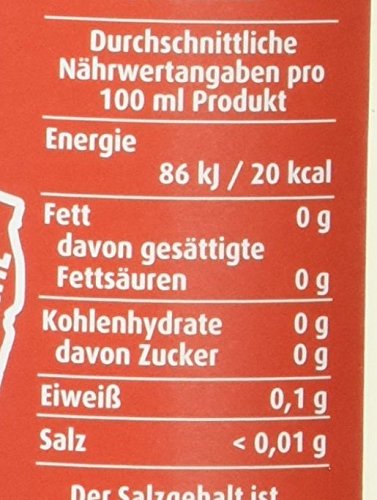 Durchschnittliche
Nährwertangaben pro
100 ml Produkt
Energie
86 kJ / 20 kcal
Fett 0 g
davon gesättigte
Fettsäuren 0 g
Kohlenhydrate 0 g
davon Zucker 0 g
Eiweiß 0,1 g
Salz < 0,01 g
Der Salzgehalt ist